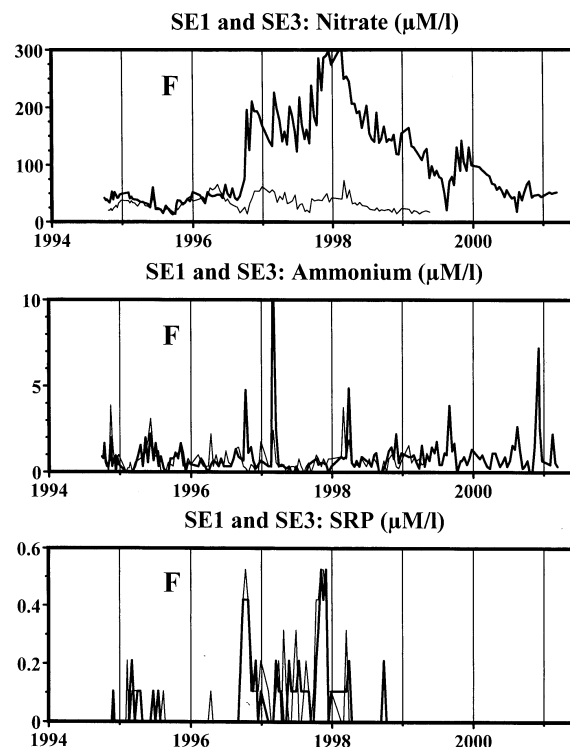 SE1 and SE3: Nitrate (µM/l)
300
F
200
100
0
1994 1996 1998 2000
SE1 and SE3: Ammonium (µM/l)
10
F
5
0
1994 1996 1998 2000
SE1 and SE3: SRP (µM/l)
0.6
F
0.4
0.2
0
1994 1996 1998 2000